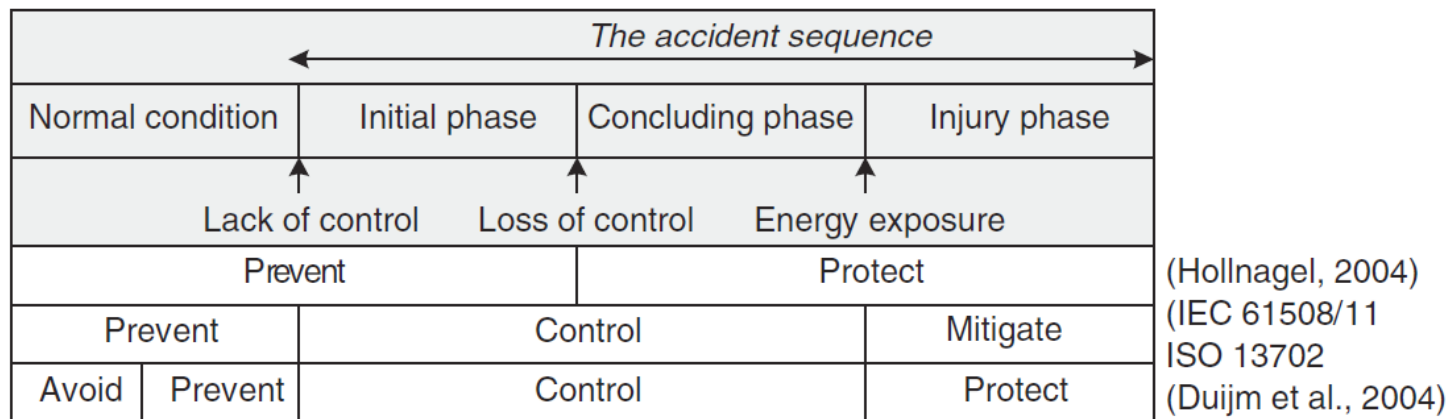 The accident sequence
Normal condition Initial phase Concluding phase Injury phase
Lack of control Loss of control Energy exposure
Prevent Protect (Hollnagel, 2004)
Prevent Control Mitigate (IEC 61508/11
ISO 13702
Avoid Prevent Control Protect (Duijm et al., 2004)